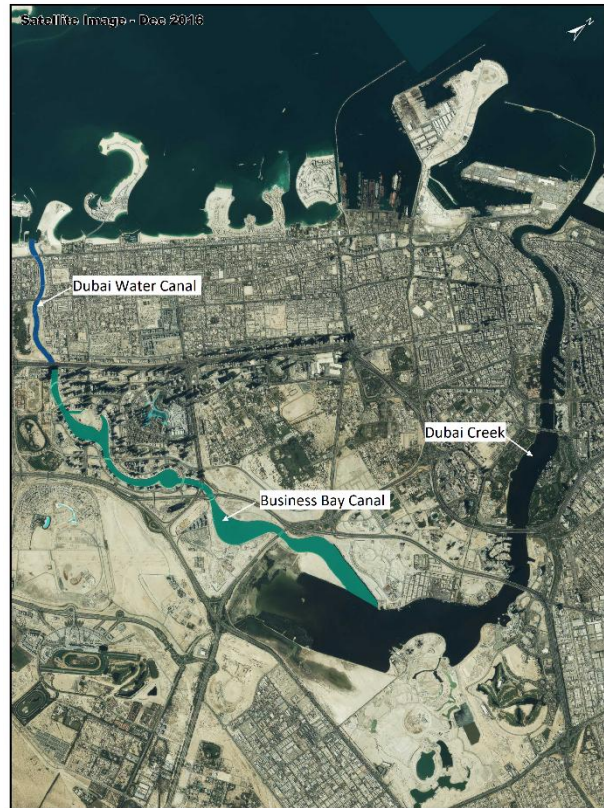 Satellite Image - Dec 2016
Dubai Water Canal
Dubai Creek
Business Bay Canal